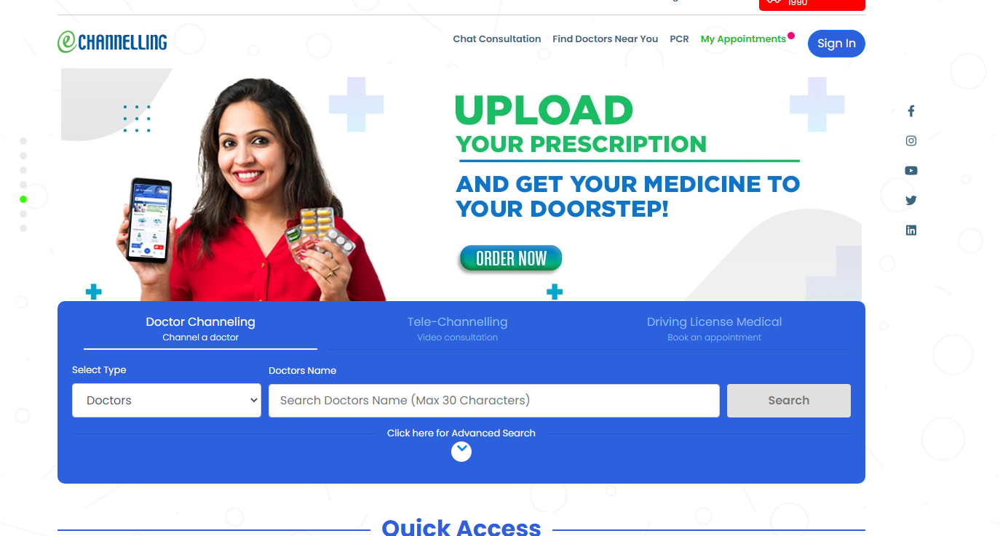 1990
e CHANNELLING
Chat Consultation
Find Doctors Near You
PCR
My Appointments
Sign In
UPLOAD
YOUR PRESCRIPTION
AND GET YOUR MEDICINE TO
YOUR DOORSTEP!
ORDER NOW
Doctor Channeling
Channel a doctor
Tele-Channelling
Video consultation
Driving License Medical
Book an appointment
Select Type
Doctors Name
Doctors
Search Doctors Name (Max 30 Characters)
Search
Click here for Advanced Search
Quick Access